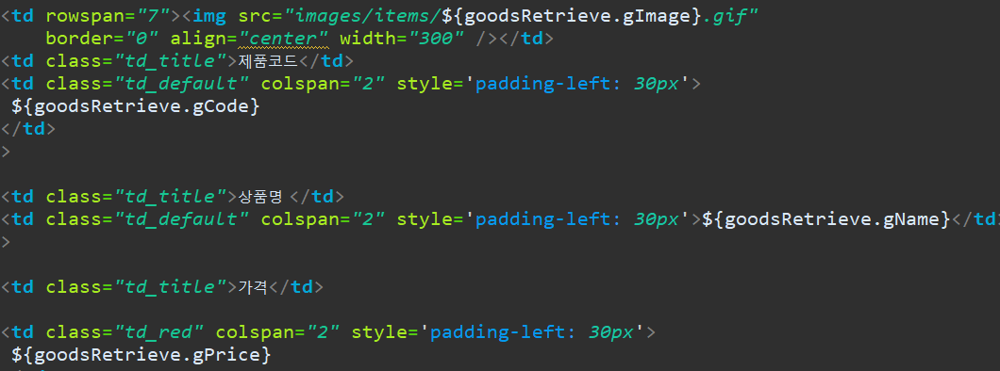 <td rowspan="7"><img src="images/items/${goodsRetrieve.gImage}.gif"
border="0" align="center" width="300" /></td>
<td class="td_title">제품코드</td>
<td class="td_default" colspan="2" style='padding-left: 30px'>
${goodsRetrieve.gCode}
</td>
>
<td class="td_title">상품명 </td>
<td class="td_default" colspan="2" style='padding-left: 30px'>${goodsRetrieve.gName}</td>
>
<td class="td_title">가격</td>
<td class="td_red" colspan="2" style='padding-left: 30px'>
${goodsRetrieve.gPrice}